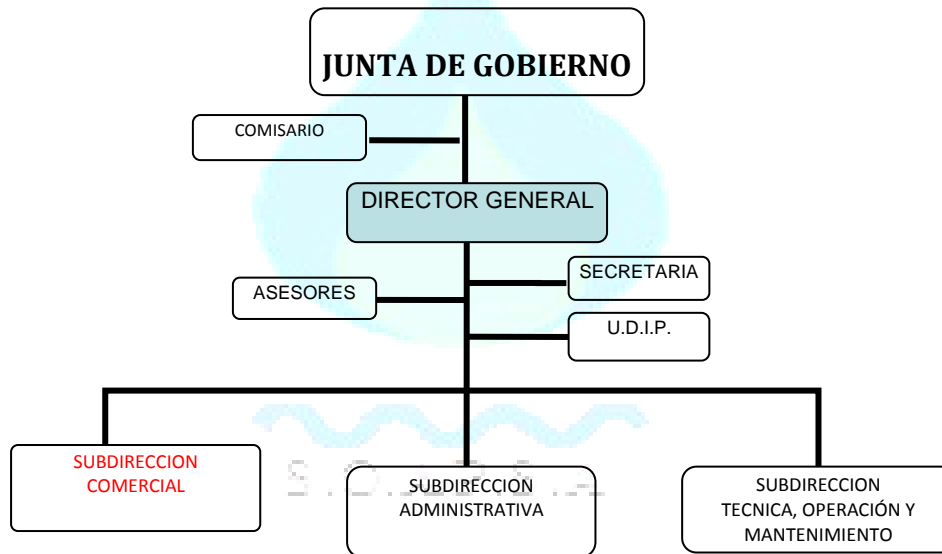 JUNTA DE GOBIERNO
COMISARIO
DIRECTOR GENERAL
SECRETARIA
ASESORES
U.D.I.P.
SUBDIRECCION
COMERCIAL
SUBDIRECCION
ADMINISTRATIVA
SUBDIRECCION
TECNICA, OPERACIÓN Y
MANTENIMIENTO